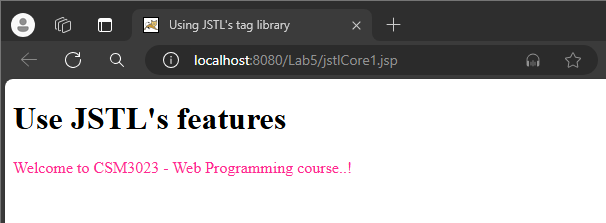 Using JSTL's tag library
localhost:8080/Lab5/jstlCore1.jsp
Use JSTL's features
Welcome to CSM3023 - Web Programming course..!